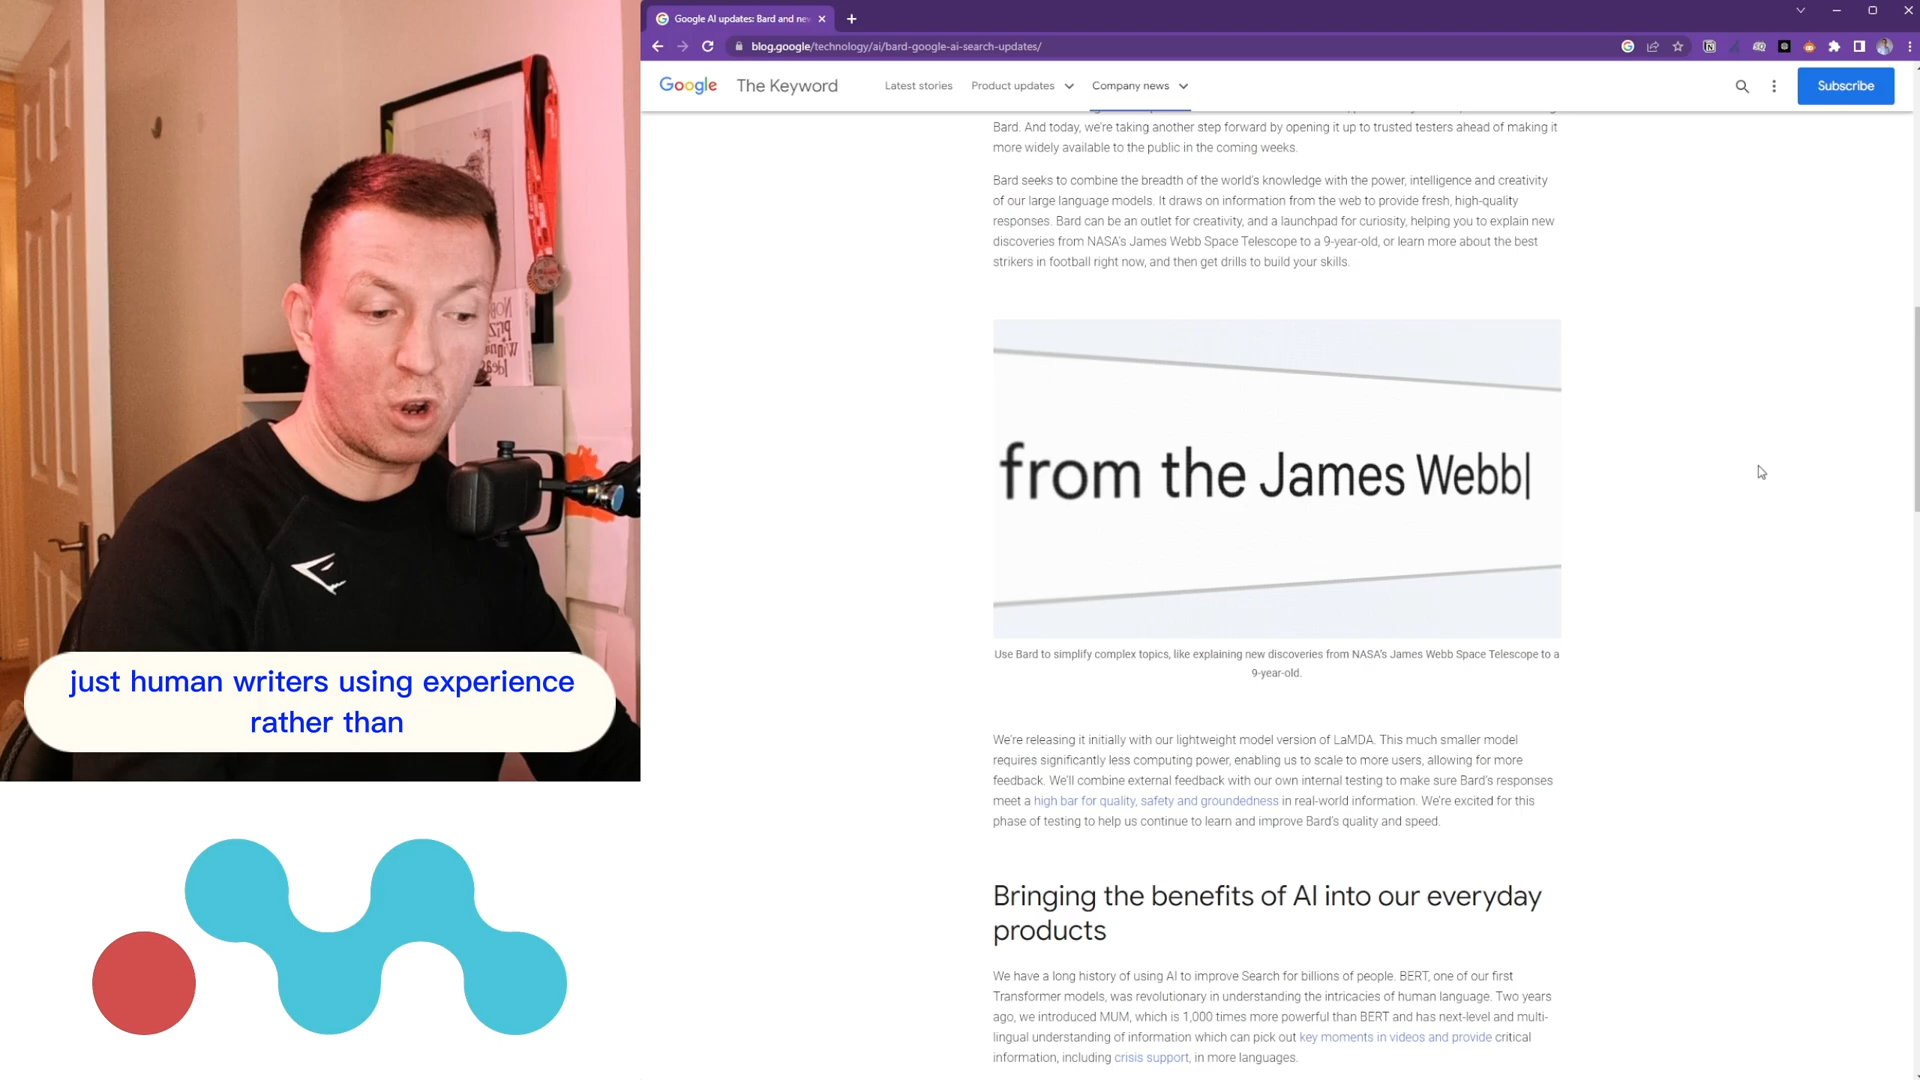 Google AI updates: Bard and new
blog.google/technology/ai/bard-google-ai-search-updates/
Google The Keyword Latest stories Product updates Company news Subscribe
Bard. And today, we're taking another step forward by opening it up to trusted testers ahead of making it
more widely available to the public in the coming weeks.
Bard seeks to combine the breadth of the world's knowledge with the power, intelligence and creativity
of our large language models. It draws on information from the web to provide fresh, high-quality
responses. Bard can be an outlet for creativity, and a launchpad for curiosity, helping you to explain new
discoveries from NASA's James Webb Space Telescope to a 9-year-old, or learn more about the best
strikers in football right now, and then get drills to build your skills.
from the James Webb
Use Bard to simplify complex topics, like explaining new discoveries from NASA's James Webb Space Telescope to a
9-year-old.
We're releasing it initially with our lightweight model version of LaMDA. This much smaller model
requires significantly less computing power, enabling us to scale to more users, allowing for more
feedback. We'll combine external feedback with our own internal testing to make sure Bard's responses
meet a high bar for quality, safety and groundedness in real-world information. We're excited for this
phase of testing to help us continue to learn and improve Bard's quality and speed.
Bringing the benefits of AI into our everyday
products
We have a long history of using AI to improve Search for billions of people. BERT, one of our first
Transformer models, was revolutionary in understanding the intricacies of human language. Two years
ago, we introduced MUM, which is 1,000 times more powerful than BERT and has next-level and multi-
lingual understanding of information which can pick out key moments in videos and provide critical
information, including crisis support, in more languages.
Prize
Winning
Ideas
just human writers using experience
rather than